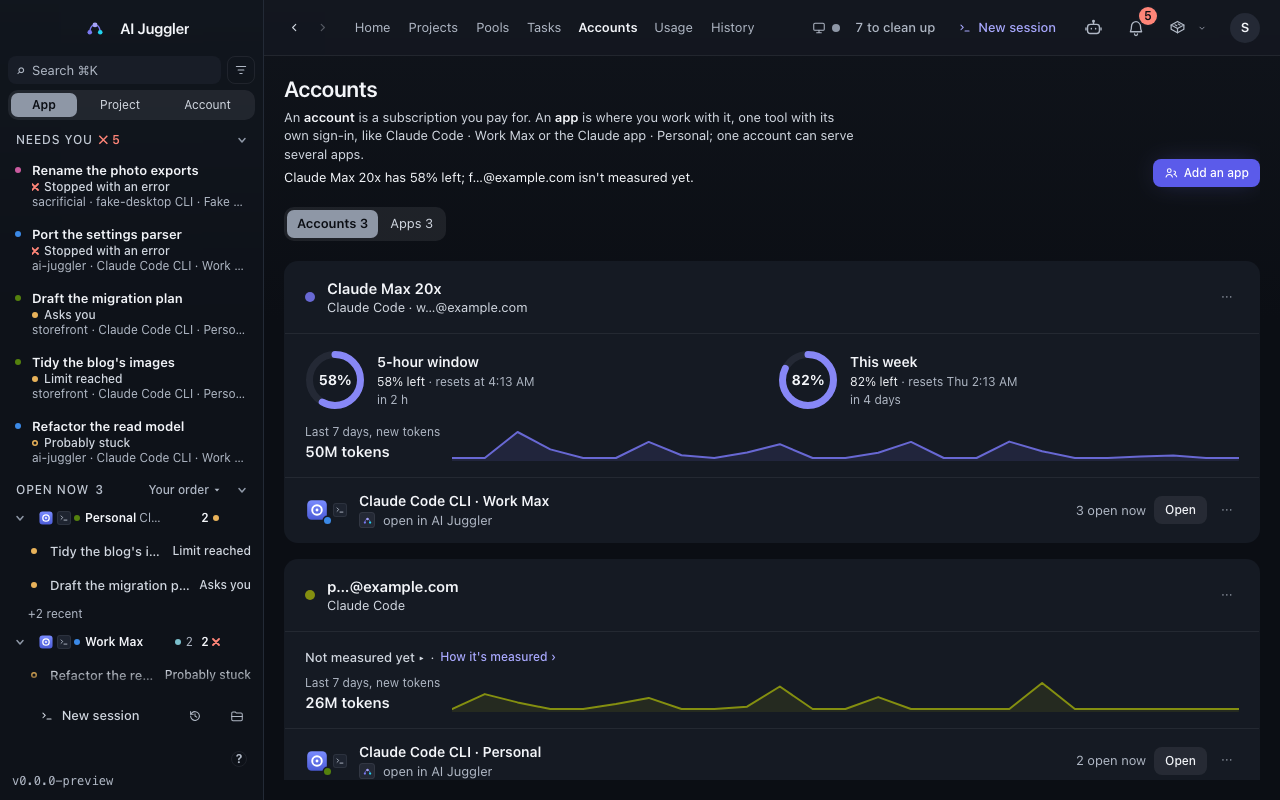 AI Juggler
Search ⌘K
App Project Account
NEEDS YOU 5
Rename the photo exports
Stopped with an error
sacrificial · fake-desktop CLI · Fake ...
Port the settings parser
Stopped with an error
ai-juggler · Claude Code CLI · Work ...
Draft the migration plan
Asks you
storefront · Claude Code CLI · Perso...
Tidy the blog's images
Limit reached
storefront · Claude Code CLI · Perso...
Refactor the read model
Probably stuck
ai-juggler · Claude Code CLI · Work ...
OPEN NOW 3 Your order
Personal Cl... 2
Tidy the blog's i... Limit reached
Draft the migration p... Asks you
+2 recent
Work Max 2 2
Refactor the re... Probably stuck
New session
?
v0.0.0-preview
Home Projects Pools Tasks Accounts Usage History
7 to clean up
New session
5
S
Accounts
An account is a subscription you pay for. An app is where you work with it, one tool with its
own sign-in, like Claude Code · Work Max or the Claude app · Personal; one account can serve
several apps.
Claude Max 20x has 58% left; f...@example.com isn't measured yet.
Add an app
Accounts 3 Apps 3
Claude Max 20x
Claude Code · w...@example.com
58%
5-hour window
58% left · resets at 4:13 AM
in 2 h
82%
This week
82% left · resets Thu 2:13 AM
in 4 days
Last 7 days, new tokens
50M tokens
Claude Code CLI · Work Max
open in AI Juggler
3 open now Open
p...@example.com
Claude Code
Not measured yet · How it's measured ›
Last 7 days, new tokens
26M tokens
Claude Code CLI · Personal
open in AI Juggler
2 open now Open